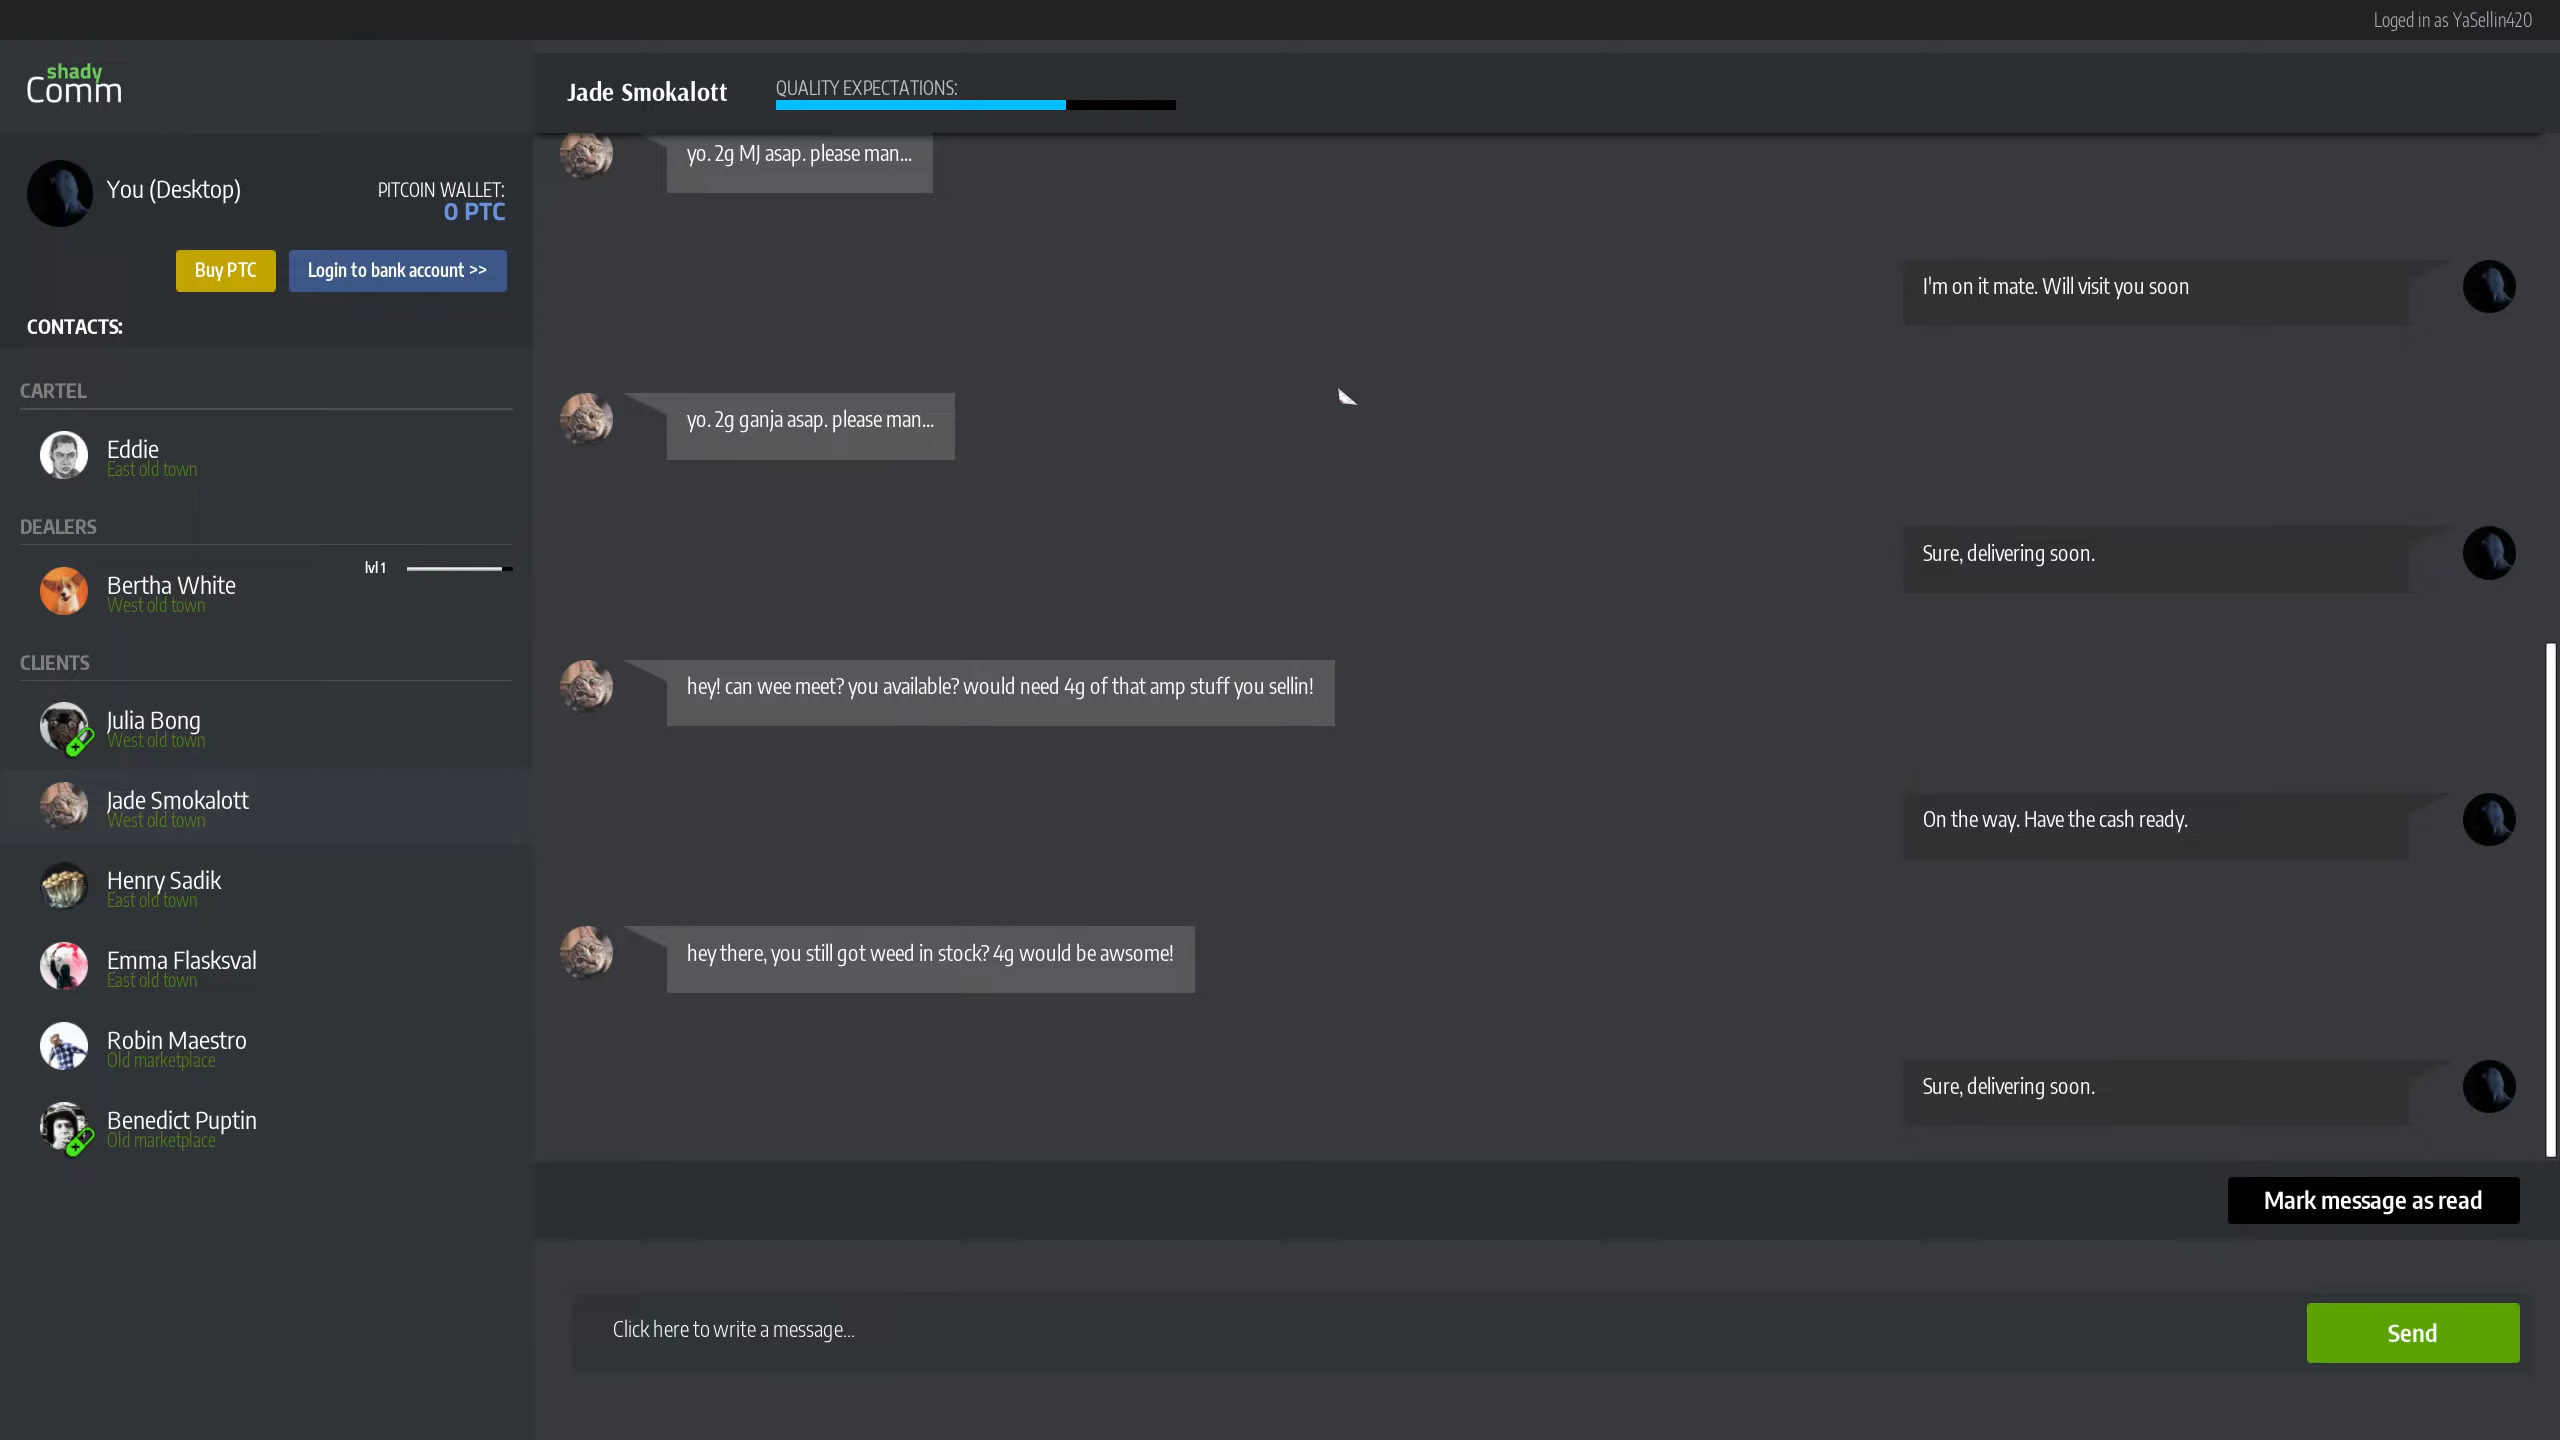 Loged in as YaSellin420
shady
Comm
You (Desktop)
PITCOIN WALLET:
0 PTC
Buy PTC
Login to bank account >>
CONTACTS:
CARTEL
Eddie
East old town
DEALERS
Bertha White
West old town
lvl 1
CLIENTS
Julia Bong
West old town
Jade Smokalott
West old town
Henry Sadik
East old town
Emma Flasksval
East old town
Robin Maestro
Old marketplace
Benedict Puptin
Old marketplace
Jade Smokalott
QUALITY EXPECTATIONS:
yo. 2g MJ asap. please man...
I'm on it mate. Will visit you soon
yo. 2g ganja asap. please man...
Sure, delivering soon.
hey! can wee meet? you available? would need 4g of that amp stuff you sellin!
On the way. Have the cash ready.
hey there, you still got weed in stock? 4g would be awsome!
Sure, delivering soon.
Mark message as read
Click here to write a message...
Send